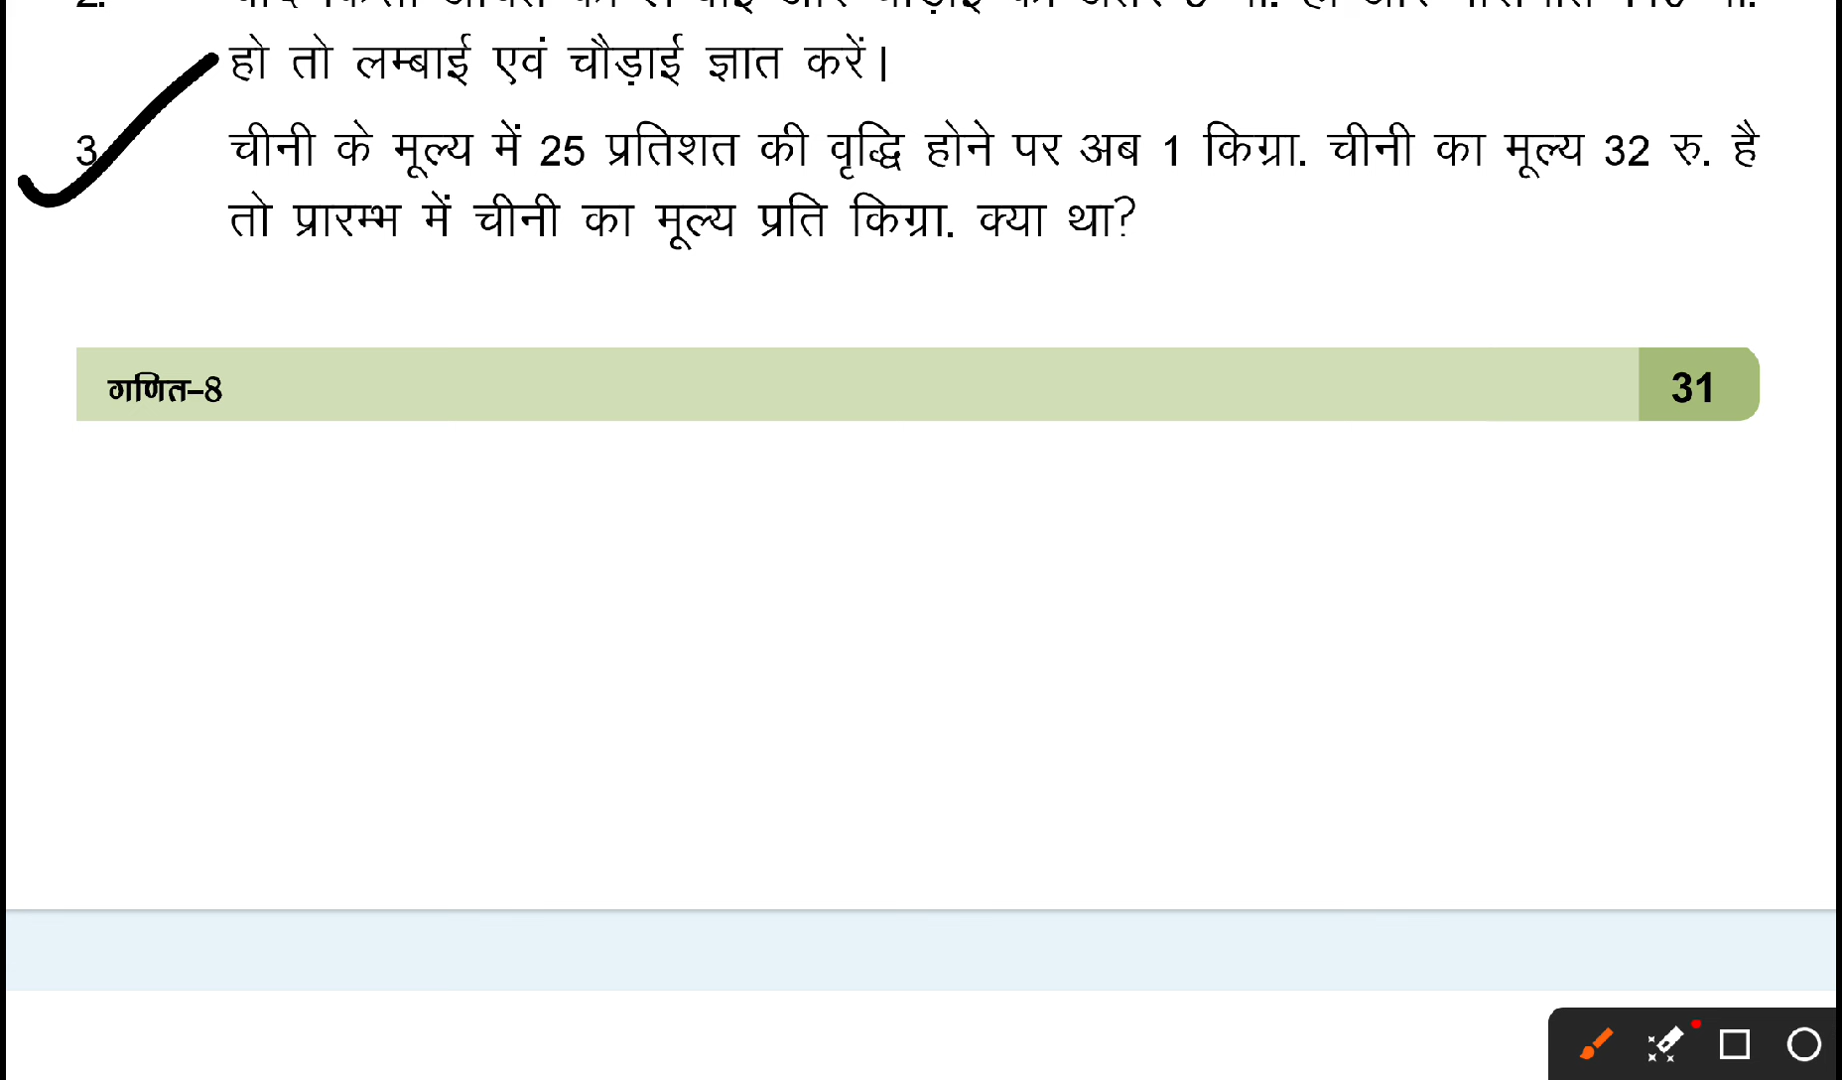 हो तो लम्बाई एवं चौड़ाई ज्ञात करें।
3. चीनी के मूल्य में 25 प्रतिशत की वृद्धि होने पर अब 1 किग्रा. चीनी का मूल्य 32 रु. है
तो प्रारम्भ में चीनी का मूल्य प्रति किग्रा. क्या था?
गणित–8 31